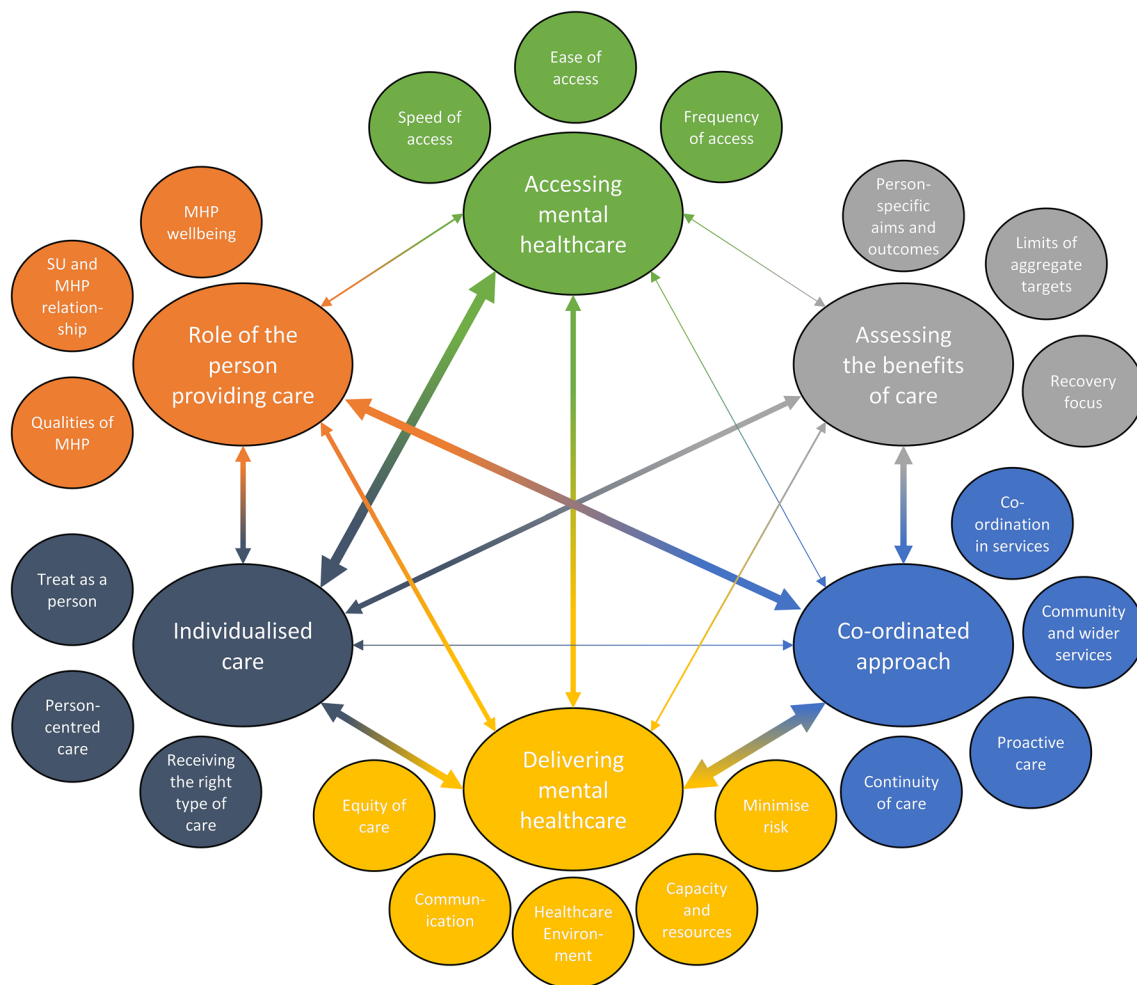 Ease of
access
Speed of
access
Frequency
of access
Accessing
mental
healthcare
MHP
wellbeing
SU and
MHP
relation-
ship
Qualities of
MHP
Role of the
person
providing care
Person-
specific
aims and
outcomes
Limits of
aggregate
targets
Recovery
focus
Assessing
the benefits
of care
Treat as a
person
Person-
centred care
Receiving
the right
type of
care
Individualised
care
Co-
ordination
in services
Community
and wider
services
Proactive
care
Continuity
of care
Co-ordinated
approach
Delivering
mental
healthcare
Equity of
care
Commun-
ication
Healthcare
Environ-
ment
Capacity
and
resources
Minimise
risk